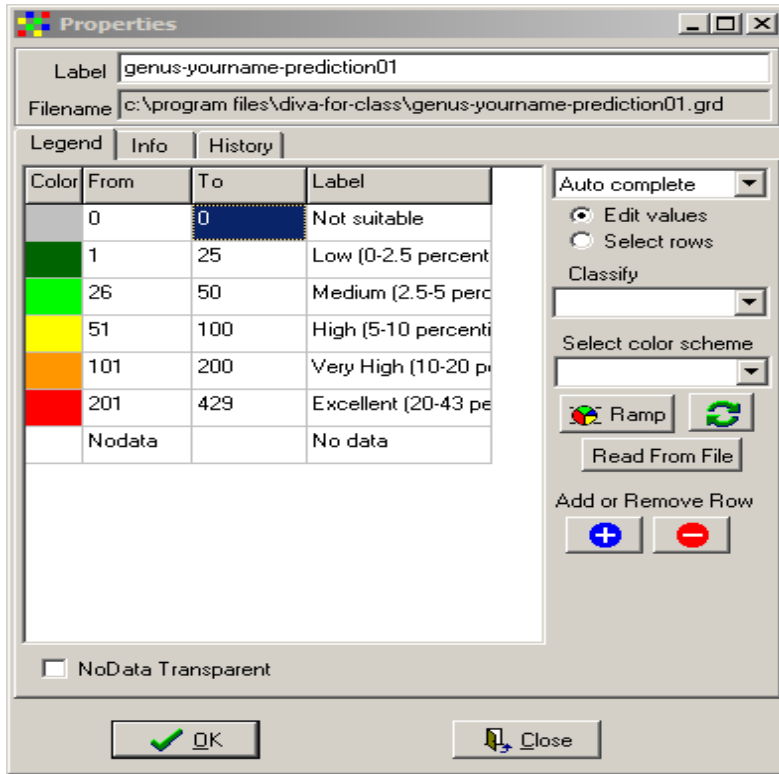 Properties
Label genus-yourname-prediction01
Filename c:\program files\diva-for-class\genus-yourname-prediction01.grd
Legend Info History
Color From To Label
0 0 Not suitable
1 25 Low (0-2.5 percent
26 50 Medium (2.5-5 perc
51 100 High (5-10 percenti
101 200 Very High (10-20 p
201 429 Excellent (20-43 pe
Nodata No data
Auto complete
Edit values
Select rows
Classify
Select color scheme
Ramp
Read From File
Add or Remove Row
NoData Transparent
OK Close